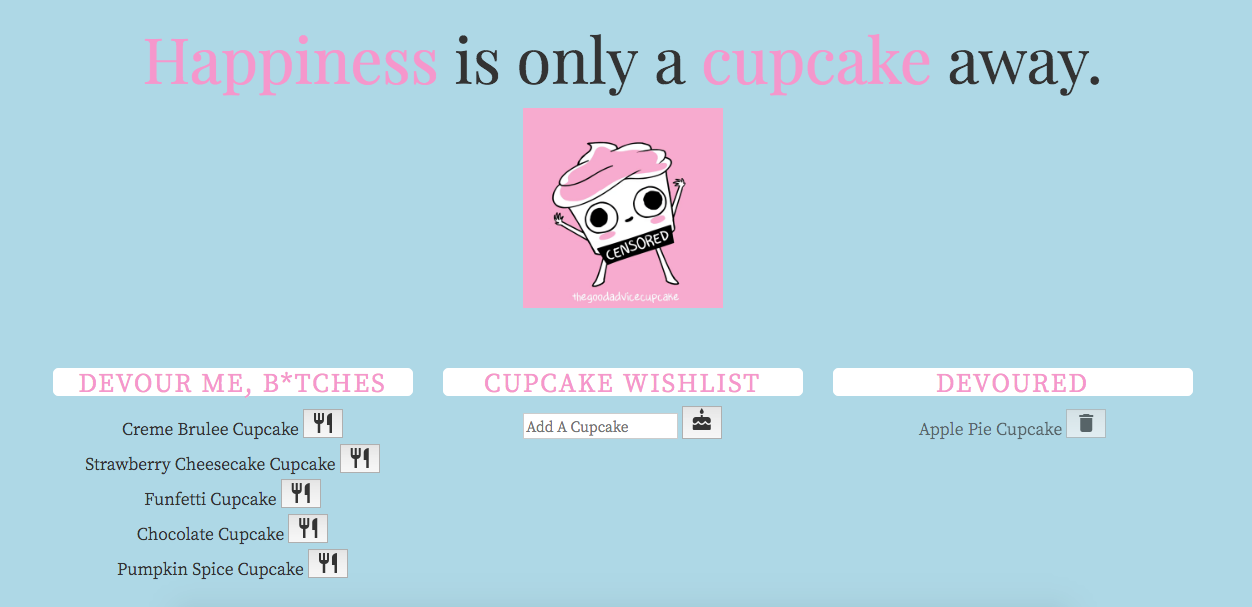 Happiness is only a cupcake away.
CENSORED
thegoodadvicecupcake
DEVOUR ME, B*TCHES
Creme Brulee Cupcake
Strawberry Cheesecake Cupcake
Funfetti Cupcake
Chocolate Cupcake
Pumpkin Spice Cupcake
CUPCAKE WISHLIST
Add A Cupcake
DEVOURED
Apple Pie Cupcake